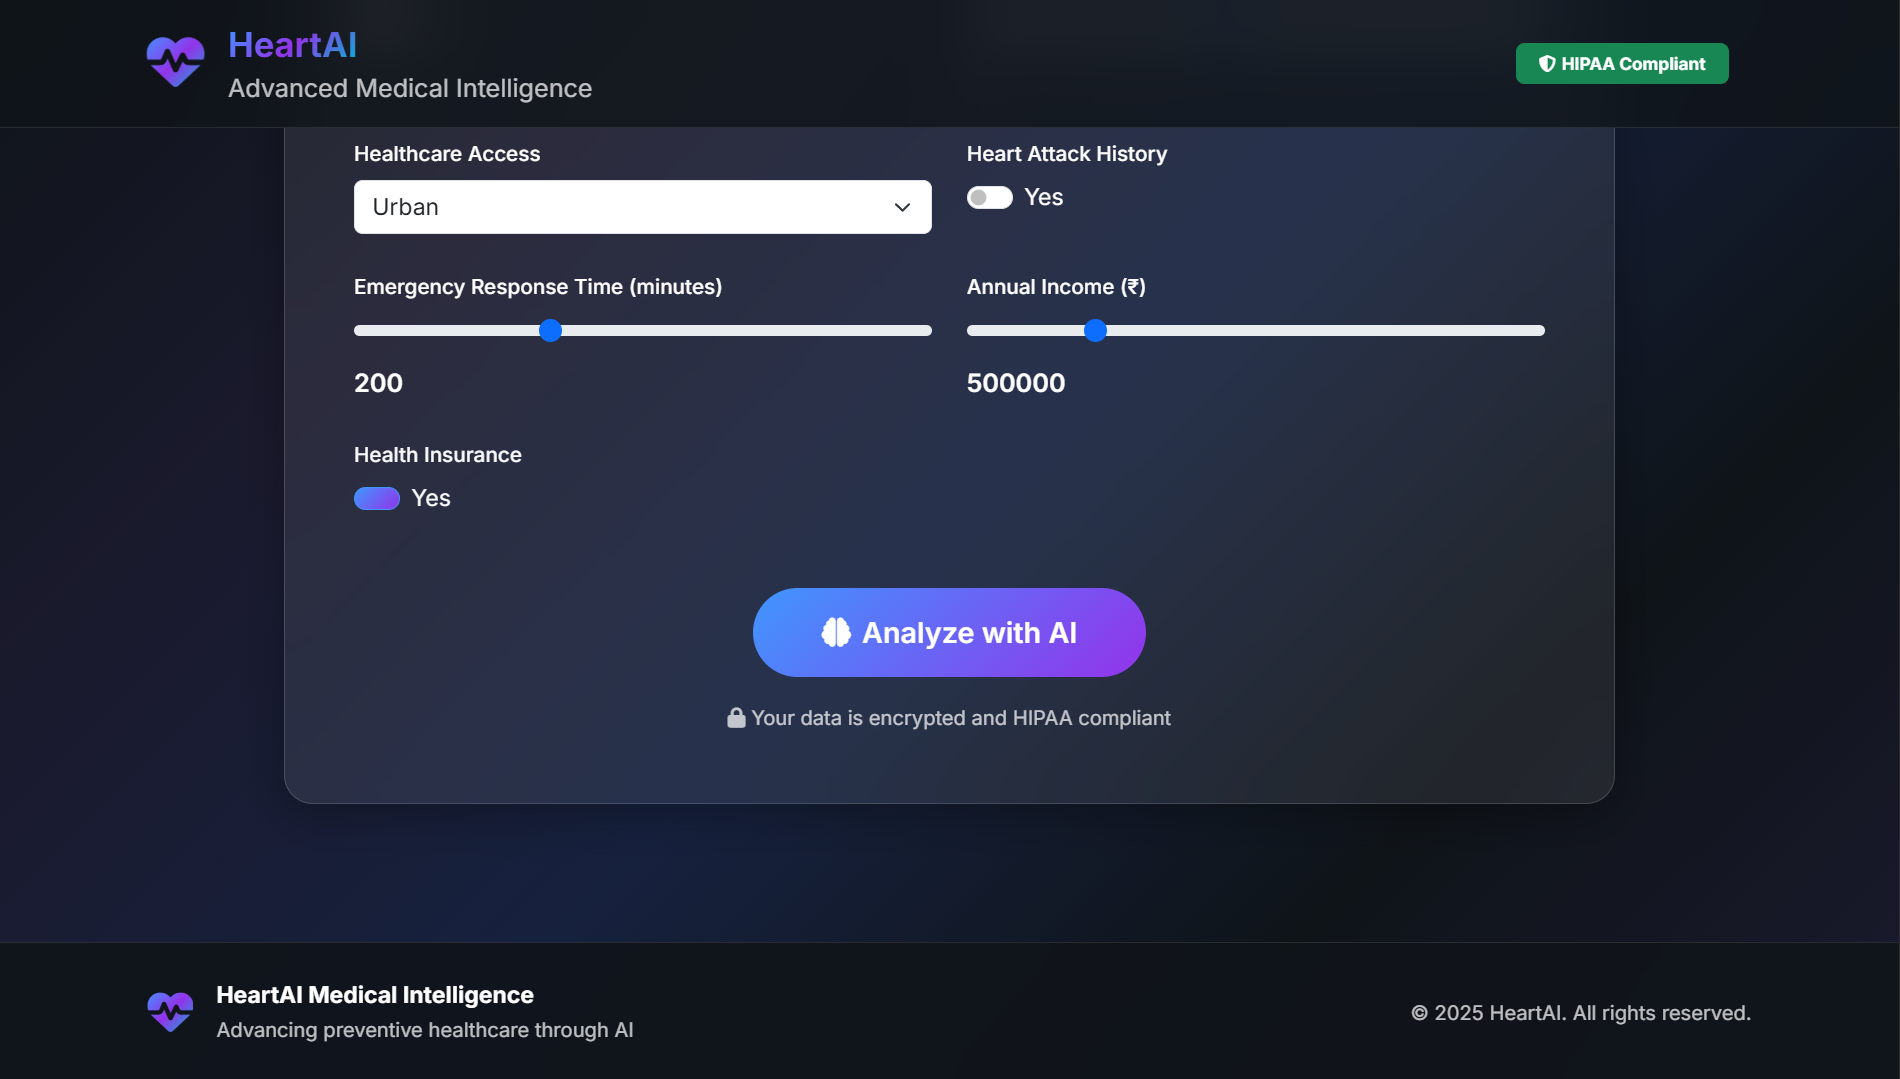 HeartAI
Advanced Medical Intelligence
HIPAA Compliant
Healthcare Access
Urban
Heart Attack History
Yes
Emergency Response Time (minutes)
200
Annual Income (₹)
500000
Health Insurance
Yes
Analyze with AI
Your data is encrypted and HIPAA compliant
HeartAI Medical Intelligence
Advancing preventive healthcare through AI
© 2025 HeartAI. All rights reserved.